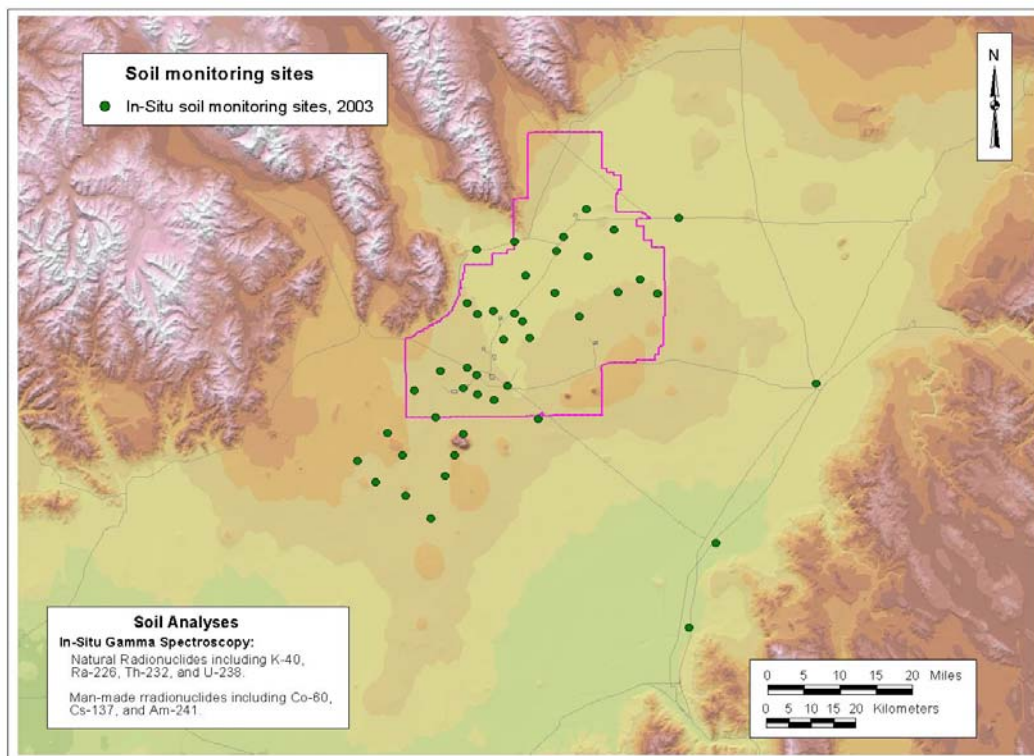 Soil monitoring sites
In-Situ soil monitoring sites, 2003
N
Soil Analyses
In-Situ Gamma Spectroscopy:
Natural Radionuclides including K-40,
Ra-226, Th-232, and U-238.
Man-made rradionuclides including Co-60,
Cs-137, and Am-241.
0 5 10 15 20 Miles
0 5 10 15 20 Kilometers